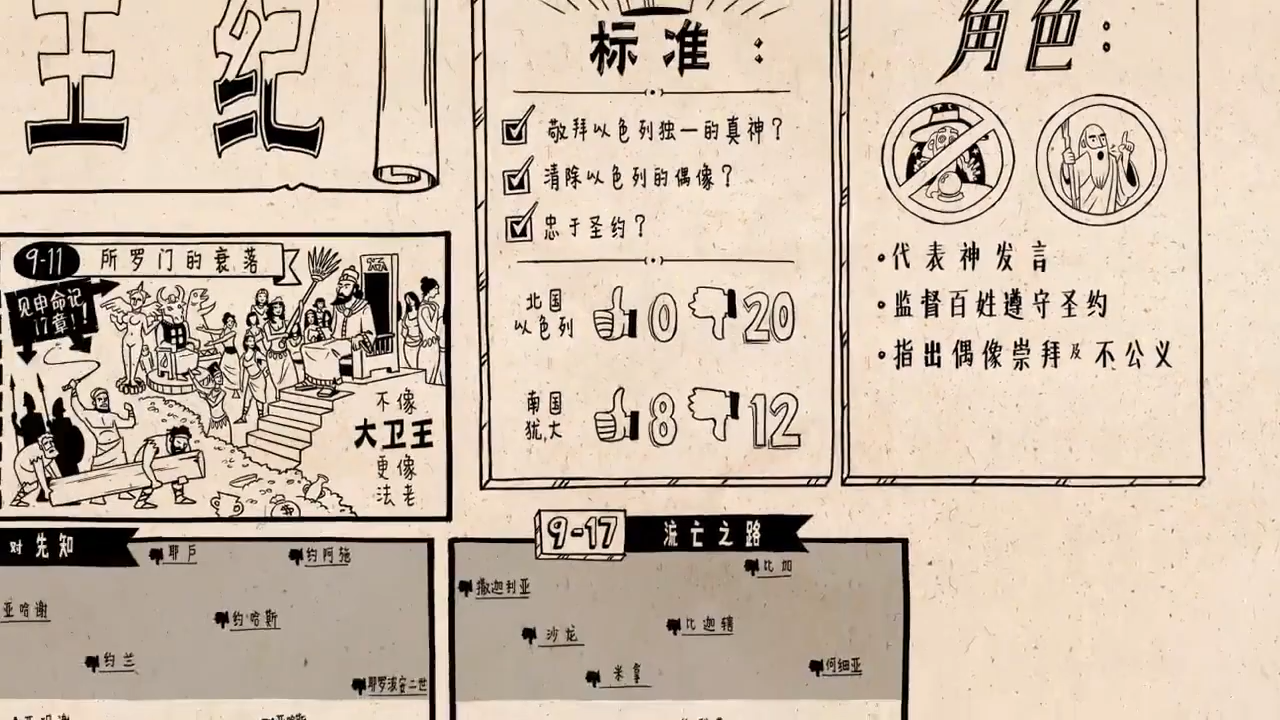 王纪
标准：
敬拜以色列独一的真神？
清除以色列的偶像？
忠于圣约？
北国
以色列
0
20
南国
犹大
8
12
角色：
•代表神发言
•监督百姓遵守圣约
•指出偶像崇拜及不公义
9-11
所罗门的衰落
见申命记
17章！！
不像
大卫王
更像
法老
对先知
耶户
约阿施
亚哈谢
约哈斯
约兰
耶罗波安二世
9-17
流亡之路
比加
撒迦利亚
沙龙
比迦辖
米拿
何细亚